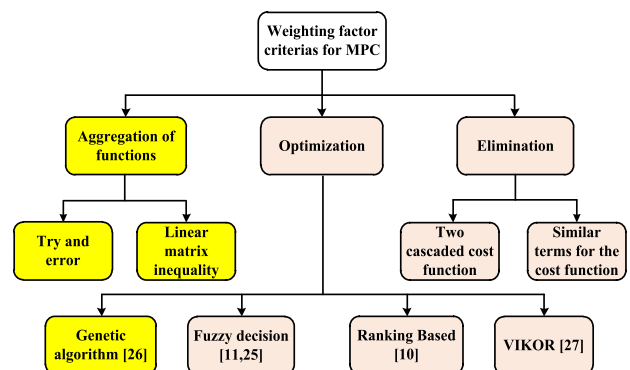 Weighting factor
criterias for MPC
Aggregation of
functions
Optimization
Elimination
Try and
error
Linear
matrix
inequality
Two
cascaded cost
function
Similar
terms for the
cost function
Genetic
algorithm [26]
Fuzzy decision
[11,25]
Ranking Based
[10]
VIKOR [27]